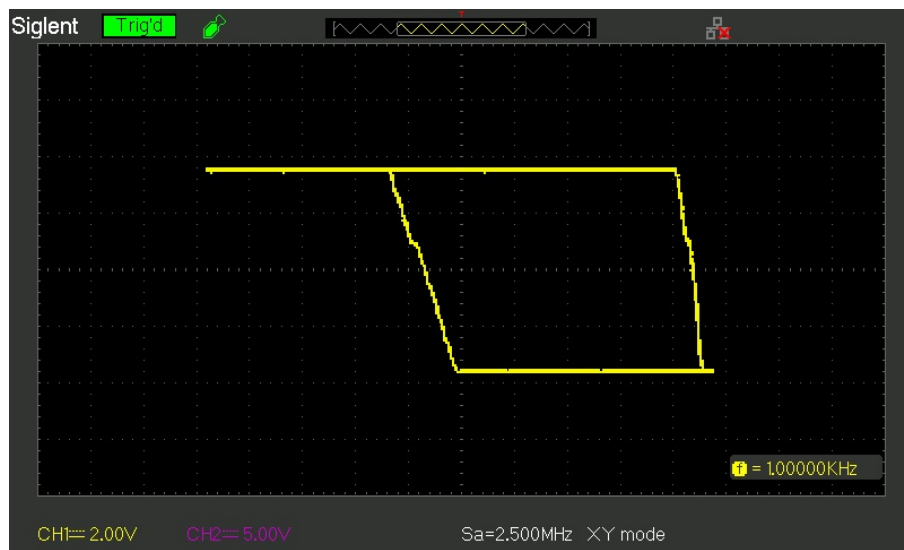 Siglent Trig'd
T
f = 1.00000KHz
CH1 2.00V CH2 5.00V Sa=2.500MHz XY mode